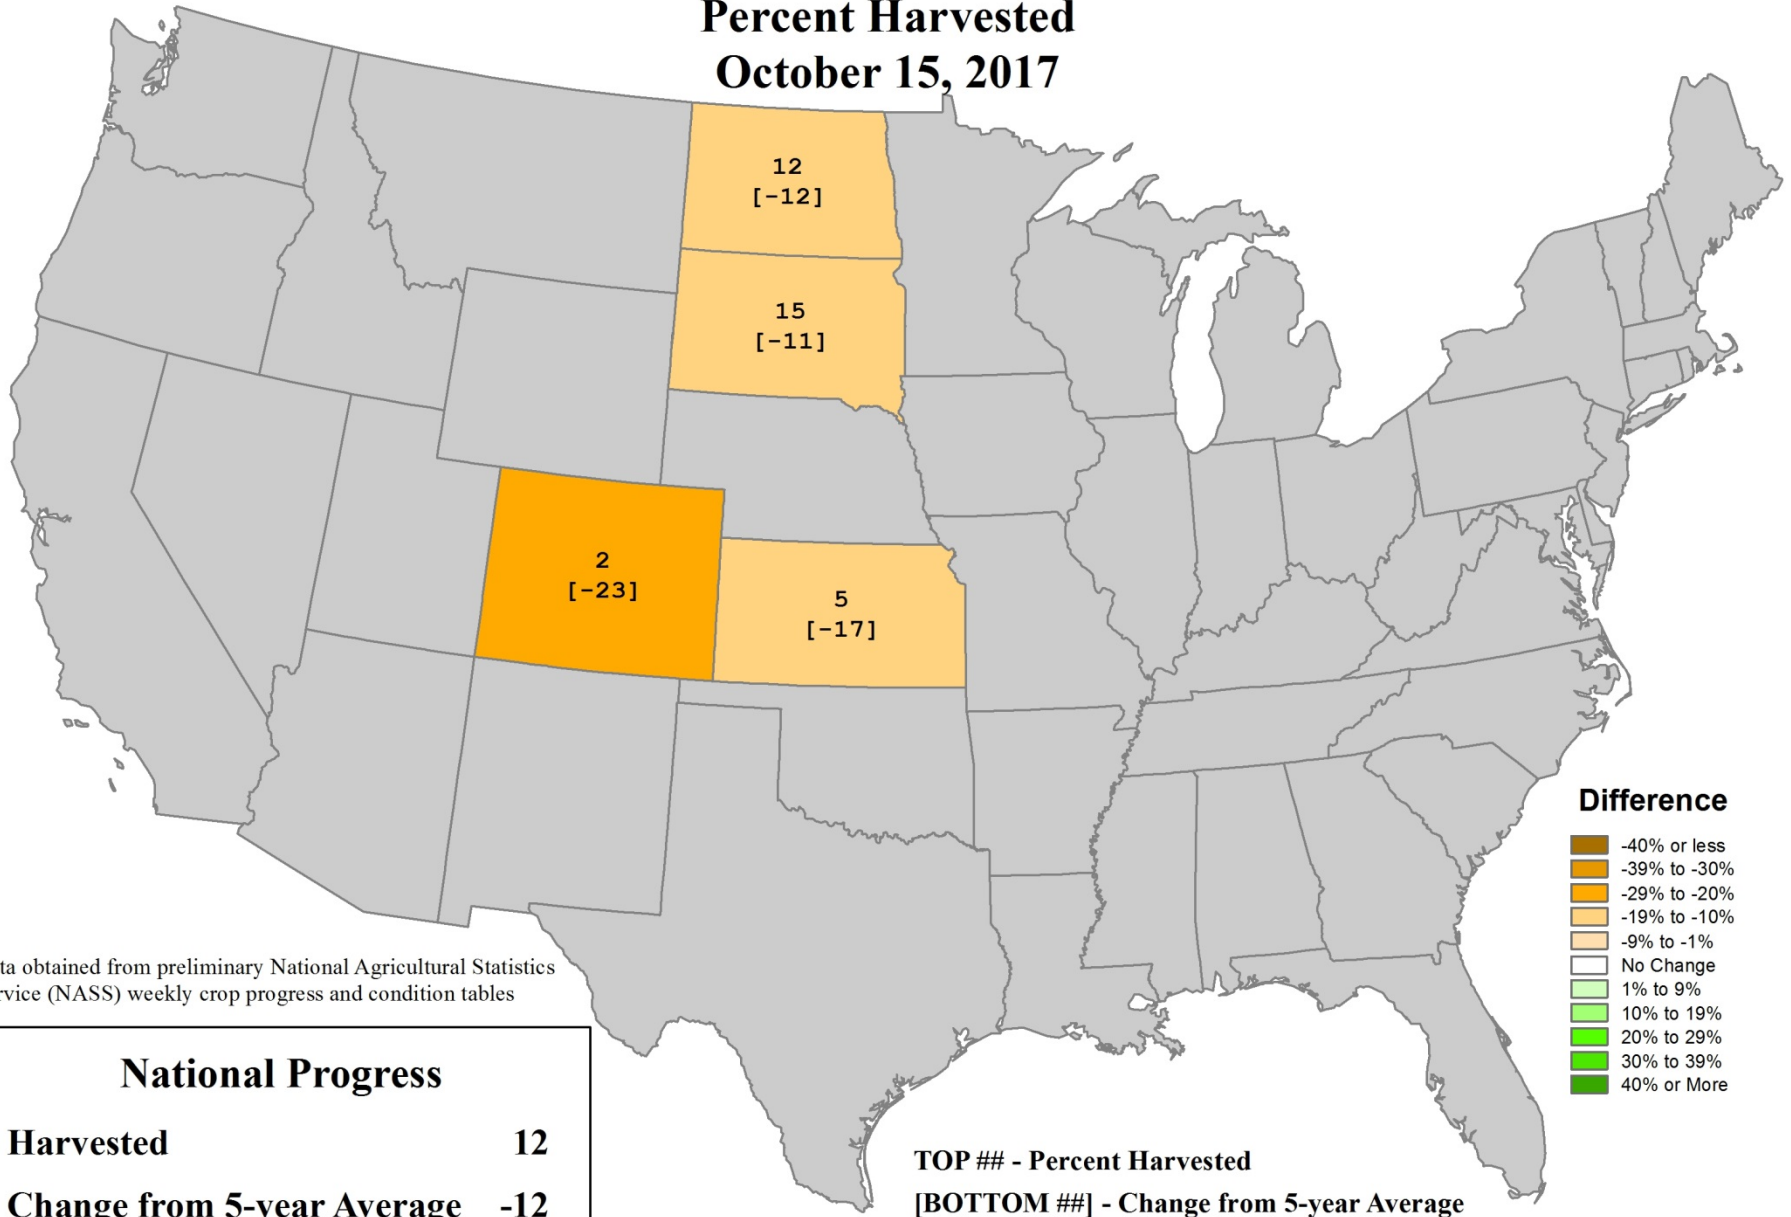 Percent Harvested
October 15, 2017
12
[-12]
15
[-11]
2
[-23]
5
[-17]
Difference
-40% or less
-39% to -30%
-29% to -20%
-19% to -10%
-9% to -1%
No Change
1% to 9%
10% to 19%
20% to 29%
30% to 39%
40% or More
ta obtained from preliminary National Agricultural Statistics
rvice (NASS) weekly crop progress and condition tables
National Progress
Harvested 12
Change from 5-year Average -12
TOP ## - Percent Harvested
[BOTTOM ##] - Change from 5-year Average